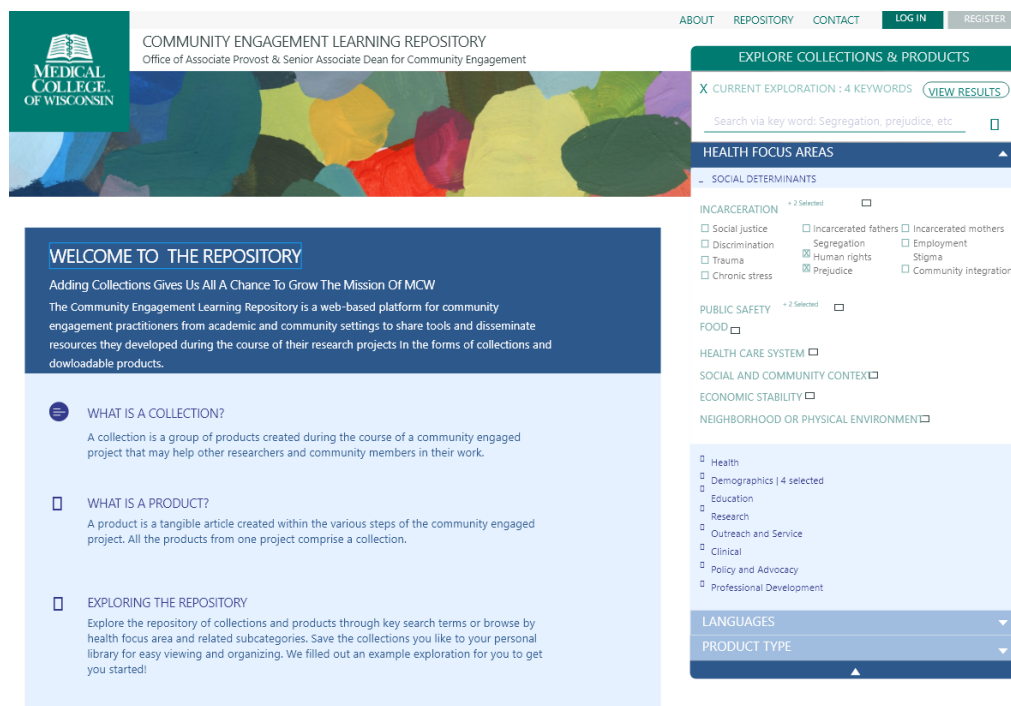 ABOUT REPOSITORY CONTACT LOG IN REGISTER
MEDICAL
COLLEGE.
OF WISCONSIN
COMMUNITY ENGAGEMENT LEARNING REPOSITORY
Office of Associate Provost & Senior Associate Dean for Community Engagement
WELCOME TO THE REPOSITORY
Adding Collections Gives Us All A Chance To Grow The Mission Of MCW
The Community Engagement Learning Repository is a web-based platform for community
engagement practitioners from academic and community settings to share tools and disseminate
resources they developed during the course of their research projects In the forms of collections and
dowloadable products.
WHAT IS A COLLECTION?
A collection is a group of products created during the course of a community engaged
project that may help other researchers and community members in their work.
WHAT IS A PRODUCT?
A product is a tangible article created within the various steps of the community engaged
project. All the products from one project comprise a collection.
EXPLORING THE REPOSITORY
Explore the repository of collections and products through key search terms or browse by
health focus area and related subcategories. Save the collections you like to your personal
library for easy viewing and organizing. We filled out an example exploration for you to get
you started!
EXPLORE COLLECTIONS & PRODUCTS
X CURRENT EXPLORATION : 4 KEYWORDS VIEW RESULTS
Search via key word: Segregation, prejudice, etc
HEALTH FOCUS AREAS
- SOCIAL DETERMINANTS
INCARCERATION + 2 Selected
Social justice Incarcerated fathers Incarcerated mothers
Discrimination Segregation Employment
Trauma Human rights Stigma
Chronic stress Prejudice Community integration
PUBLIC SAFETY + 2 Selected
FOOD
HEALTH CARE SYSTEM
SOCIAL AND COMMUNITY CONTEXT
ECONOMIC STABILITY
NEIGHBORHOOD OR PHYSICAL ENVIRONMENT
Health
Demographics | 4 selected
Education
Research
Outreach and Service
Clinical
Policy and Advocacy
Professional Development
LANGUAGES
PRODUCT TYPE